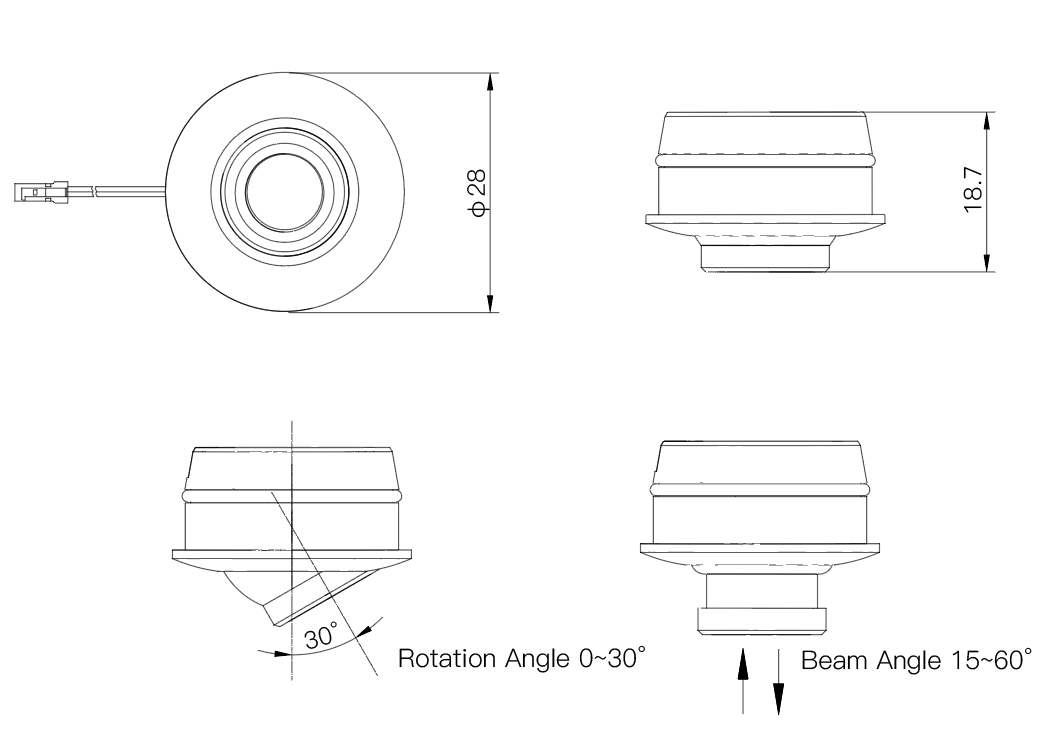 ϕ28
18.7
30°
Rotation Angle 0~30°
Beam Angle 15~60°